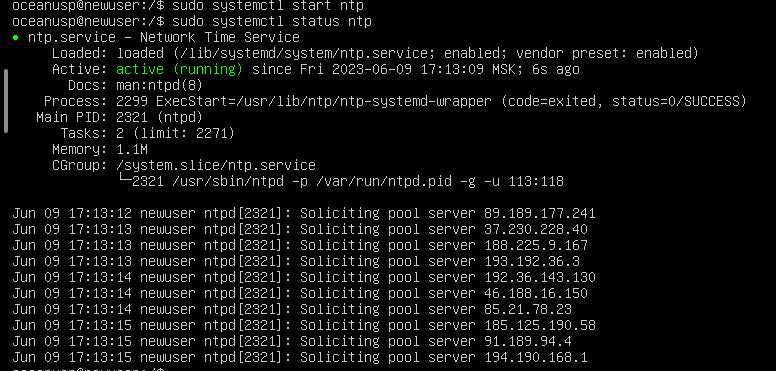 oceanusp@newuser:/$ sudo systemctl start ntp
oceanusp@newuser:/$ sudo systemctl status ntp
● ntp.service – Network Time Service
Loaded: loaded (/lib/systemd/system/ntp.service; enabled; vendor preset: enabled)
Active: active (running) since Fri 2023-06-09 17:13:09 MSK; 6s ago
Docs: man:ntpd(8)
Process: 2299 ExecStart=/usr/lib/ntp/ntp-systemd-wrapper (code=exited, status=0/SUCCESS)
Main PID: 2321 (ntpd)
Tasks: 2 (limit: 2271)
Memory: 1.1M
CGroup: /system.slice/ntp.service
└─2321 /usr/sbin/ntpd -p /var/run/ntpd.pid -g -u 113:118
Jun 09 17:13:12 newuser ntpd[2321]: Soliciting pool server 89.189.177.241
Jun 09 17:13:13 newuser ntpd[2321]: Soliciting pool server 37.230.228.40
Jun 09 17:13:13 newuser ntpd[2321]: Soliciting pool server 188.225.9.167
Jun 09 17:13:13 newuser ntpd[2321]: Soliciting pool server 193.192.36.3
Jun 09 17:13:14 newuser ntpd[2321]: Soliciting pool server 192.36.143.130
Jun 09 17:13:14 newuser ntpd[2321]: Soliciting pool server 46.188.16.150
Jun 09 17:13:14 newuser ntpd[2321]: Soliciting pool server 85.21.78.23
Jun 09 17:13:15 newuser ntpd[2321]: Soliciting pool server 185.125.190.58
Jun 09 17:13:15 newuser ntpd[2321]: Soliciting pool server 91.189.94.4
Jun 09 17:13:15 newuser ntpd[2321]: Soliciting pool server 194.190.168.1
oceanusp@newuser:/$